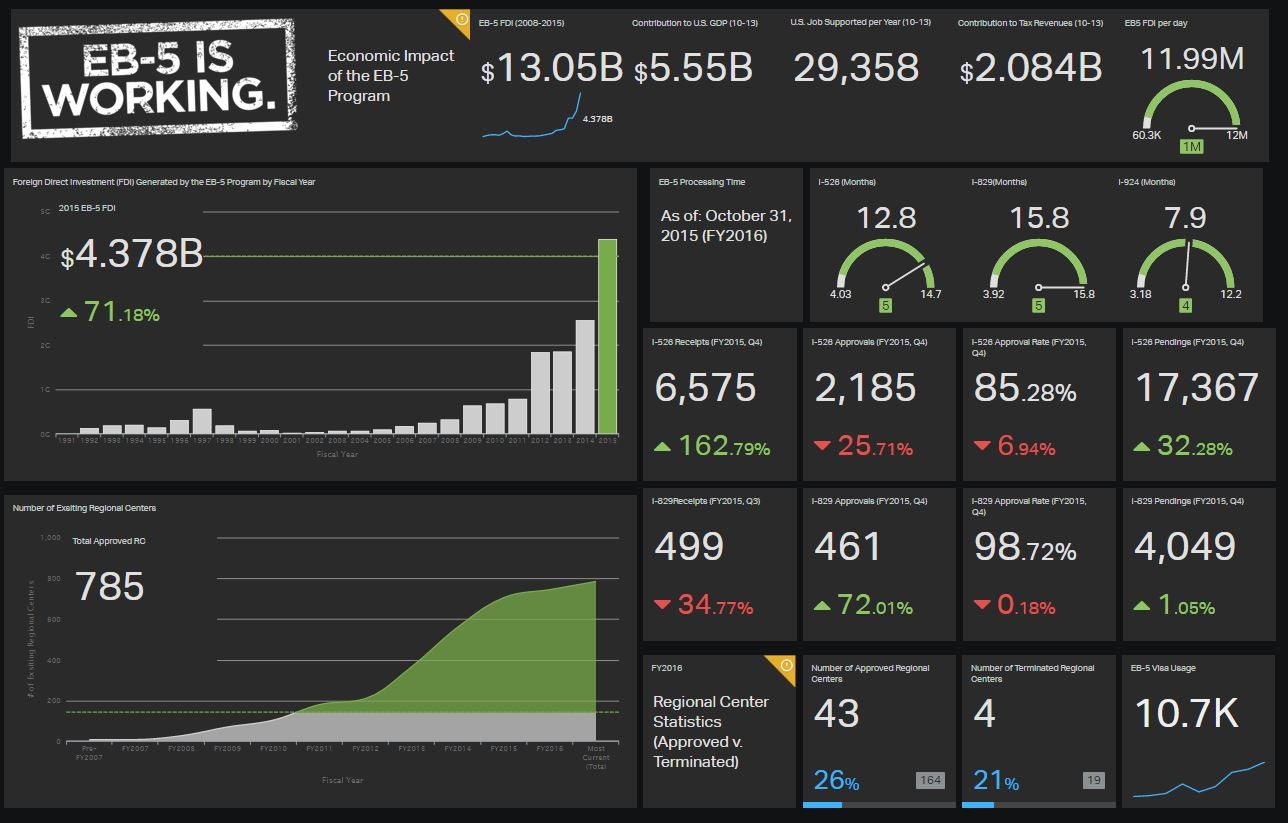 EB-5 IS
WORKING.
Economic Impact
of the EB-5
Program
EB-5 FDI (2008-2015)
$13.05B
4.378B
Contribution to U.S. GDP (10-13)
$5.55B
U.S. Job Supported per Year (10-13)
29,358
Contribution to Tax Revenues (10-13)
$2.084B
EB5 FDI per day
11.99M
60.3K
12M
1M
Foreign Direct Investment (FDI) Generated by the EB-5 Program by Fiscal Year
2015 EB-5 FDI
$4.378B
71.18%
FDI
5C
4C
3C
2C
1C
0C
1991 1992 1993 1994 1995 1996 1997 1998 1999 2000 2001 2002 2003 2004 2005 2006 2007 2008 2009 2010 2011 2012 2013 2014 2015
Fiscal Year
EB-5 Processing Time
As of: October 31,
2015 (FY2016)
I-526 (Months)
12.8
4.03
14.7
5
I-829(Months)
15.8
3.92
15.8
5
I-924 (Months)
7.9
3.18
12.2
4
I-526 Receipts (FY2015, Q4)
6,575
162.79%
I-526 Approvals (FY2015, Q4)
2,185
25.71%
I-526 Approval Rate (FY2015,
Q4)
85.28%
6.94%
I-526 Pendings (FY2015, Q4)
17,367
32.28%
Number of Exsiting Regional Centers
Total Approved RC
785
# of Exsiting Regional Centers
1,000
800
600
400
200
0
Pre-
FY2007
FY2007 FY2008 FY2009 FY2010 FY2011 FY2012 FY2013 FY2014 FY2015 FY2016
Most
Current
(Total)
Fiscal Year
I-829Receipts (FY2015, Q3)
499
34.77%
I-829 Approvals (FY2015, Q4)
461
72.01%
I-829 Approval Rate (FY2015,
Q4)
98.72%
0.18%
I-829 Pendings (FY2015, Q4)
4,049
1.05%
FY2016
Regional Center
Statistics
(Approved v.
Terminated)
Number of Approved Regional
Centers
43
26%
164
Number of Terminated Regional
Centers
4
21%
19
EB-5 Visa Usage
10.7K